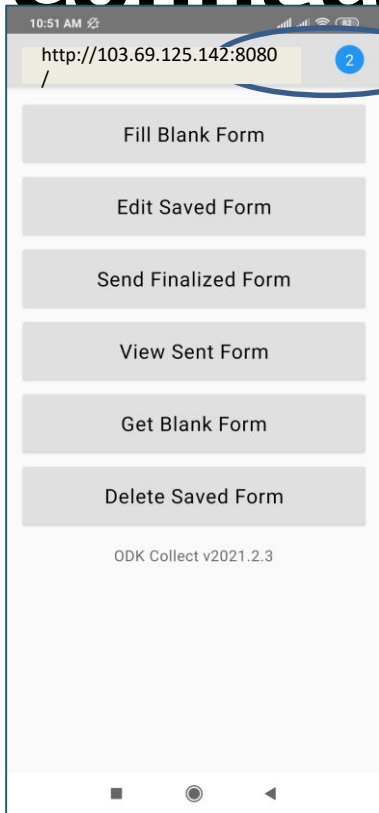 10:51 AM
82
http://103.69.125.142:8080
/
2
Fill Blank Form
Edit Saved Form
Send Finalized Form
View Sent Form
Get Blank Form
Delete Saved Form
ODK Collect v2021.2.3